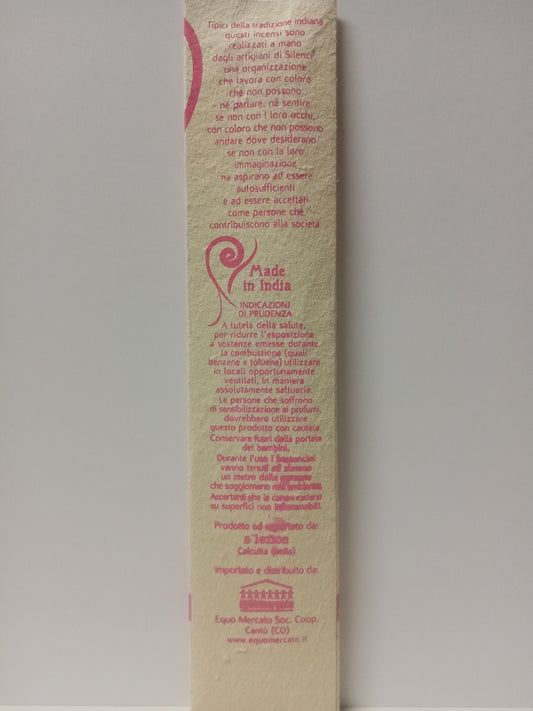 Tipici della tradizione indiana
questi incensi sono
realizzati a mano
dagli artigiani di Silence
una organizzazione
che lavora con coloro
che non possono
nè parlare, nè sentire
se non con i loro occhi,
con coloro che non possono
andare dove desiderano
se non con la loro
immaginazione
ma aspirano ad essere
autosufficienti
e ad essere accettati
come persone che
contribuiscono alla società
Made
in India
INDICAZIONI
DI PRUDENZA
A tutela della salute,
per ridurre l'esposizione
a sostanze emesse durante
la combustione (quali
benzene e toluene) utilizzare
in locali opportunamente
ventilati, in maniera
assolutamente saltuaria.
Le persone che soffrono
di sensibilizzazione ai profumi,
dovrebbero utilizzare
questo prodotto con cautela.
Conservare fuori dalla portata
dei bambini.
Durante l'uso i bastoncini
vanno tenuti ad almeno
un metro dalle persone
che soggiornano nell'ambiente.
Accertarsi che le ceneri cadano
su superfici non infiammabili.
Prodotto ed esportato da:
silence
Calcutta (India)
importato e distribuito da:
Equo Mercato Soc. Coop.
Cantù (CO)
www.equomercato.it